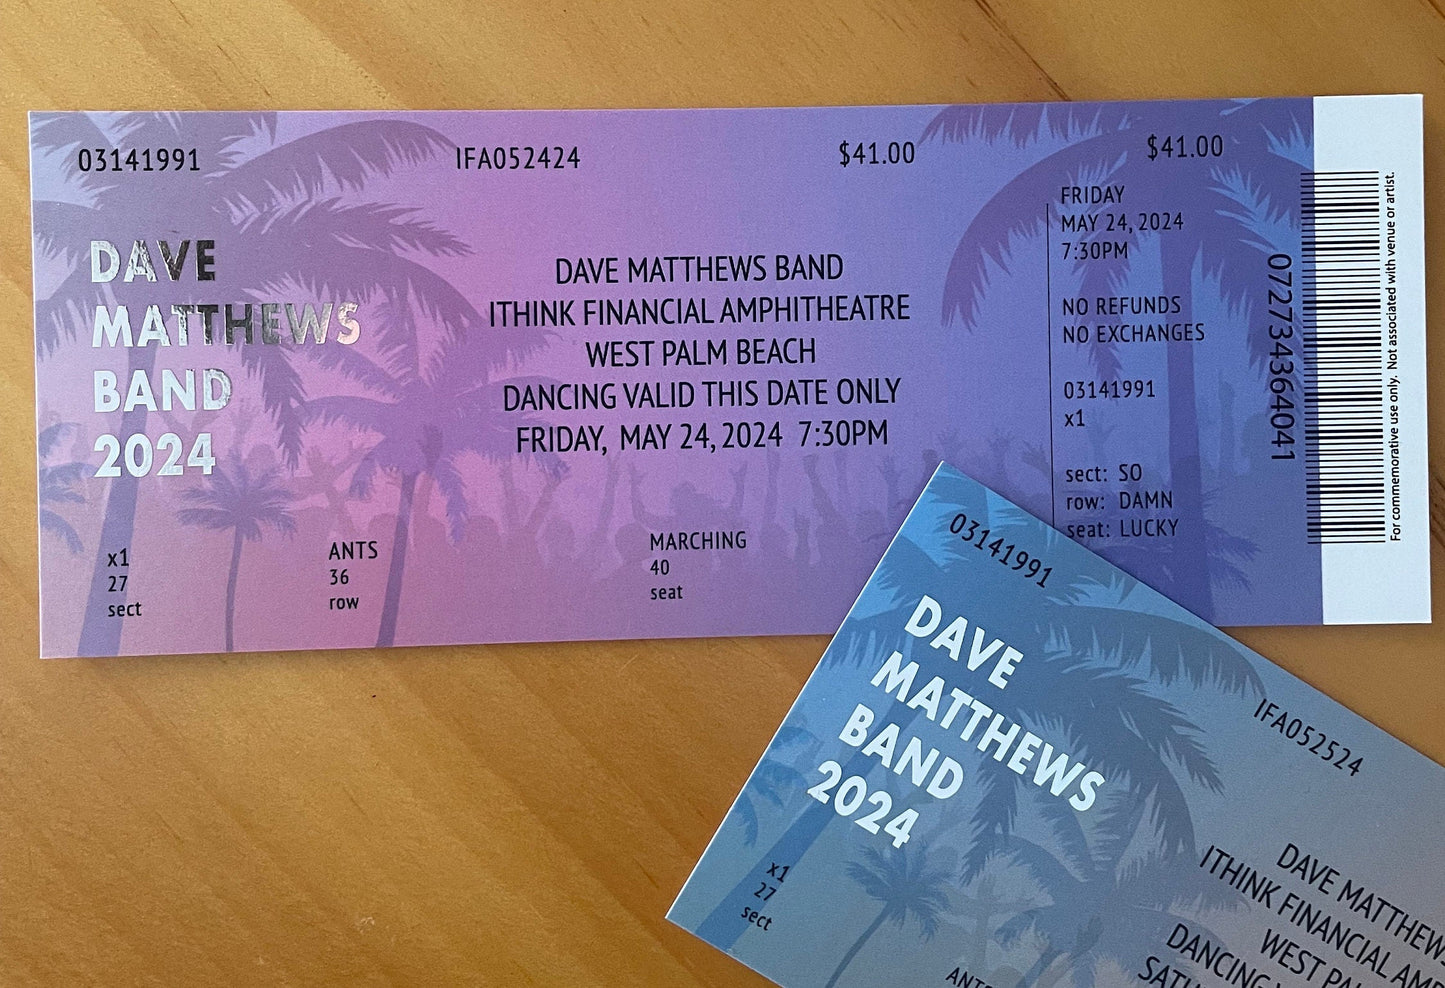 03141991
IFA052424
$41.00
$41.00
DAVE
MATTHEWS
BAND
2024
DAVE MATTHEWS BAND
ITHINK FINANCIAL AMPHITHEATRE
WEST PALM BEACH
DANCING VALID THIS DATE ONLY
FRIDAY, MAY 24, 2024 7:30PM
x1
27
sect
ANTS
36
row
MARCHING
40
seat
FRIDAY
MAY 24, 2024
7:30PM
NO REFUNDS
NO EXCHANGES
03141991
x1
sect: SO
row: DAMN
seat: LUCKY
0727343664041
For commemorative use only. Not associated with venue or artist.
03141991
IFA052524
DAVE
MATTHEWS
BAND
2024
DAVE MATTHEW
ITHINK FINANCIAL AMP
WEST PA
DANCING
SATU
x1
27
sect
ANTS